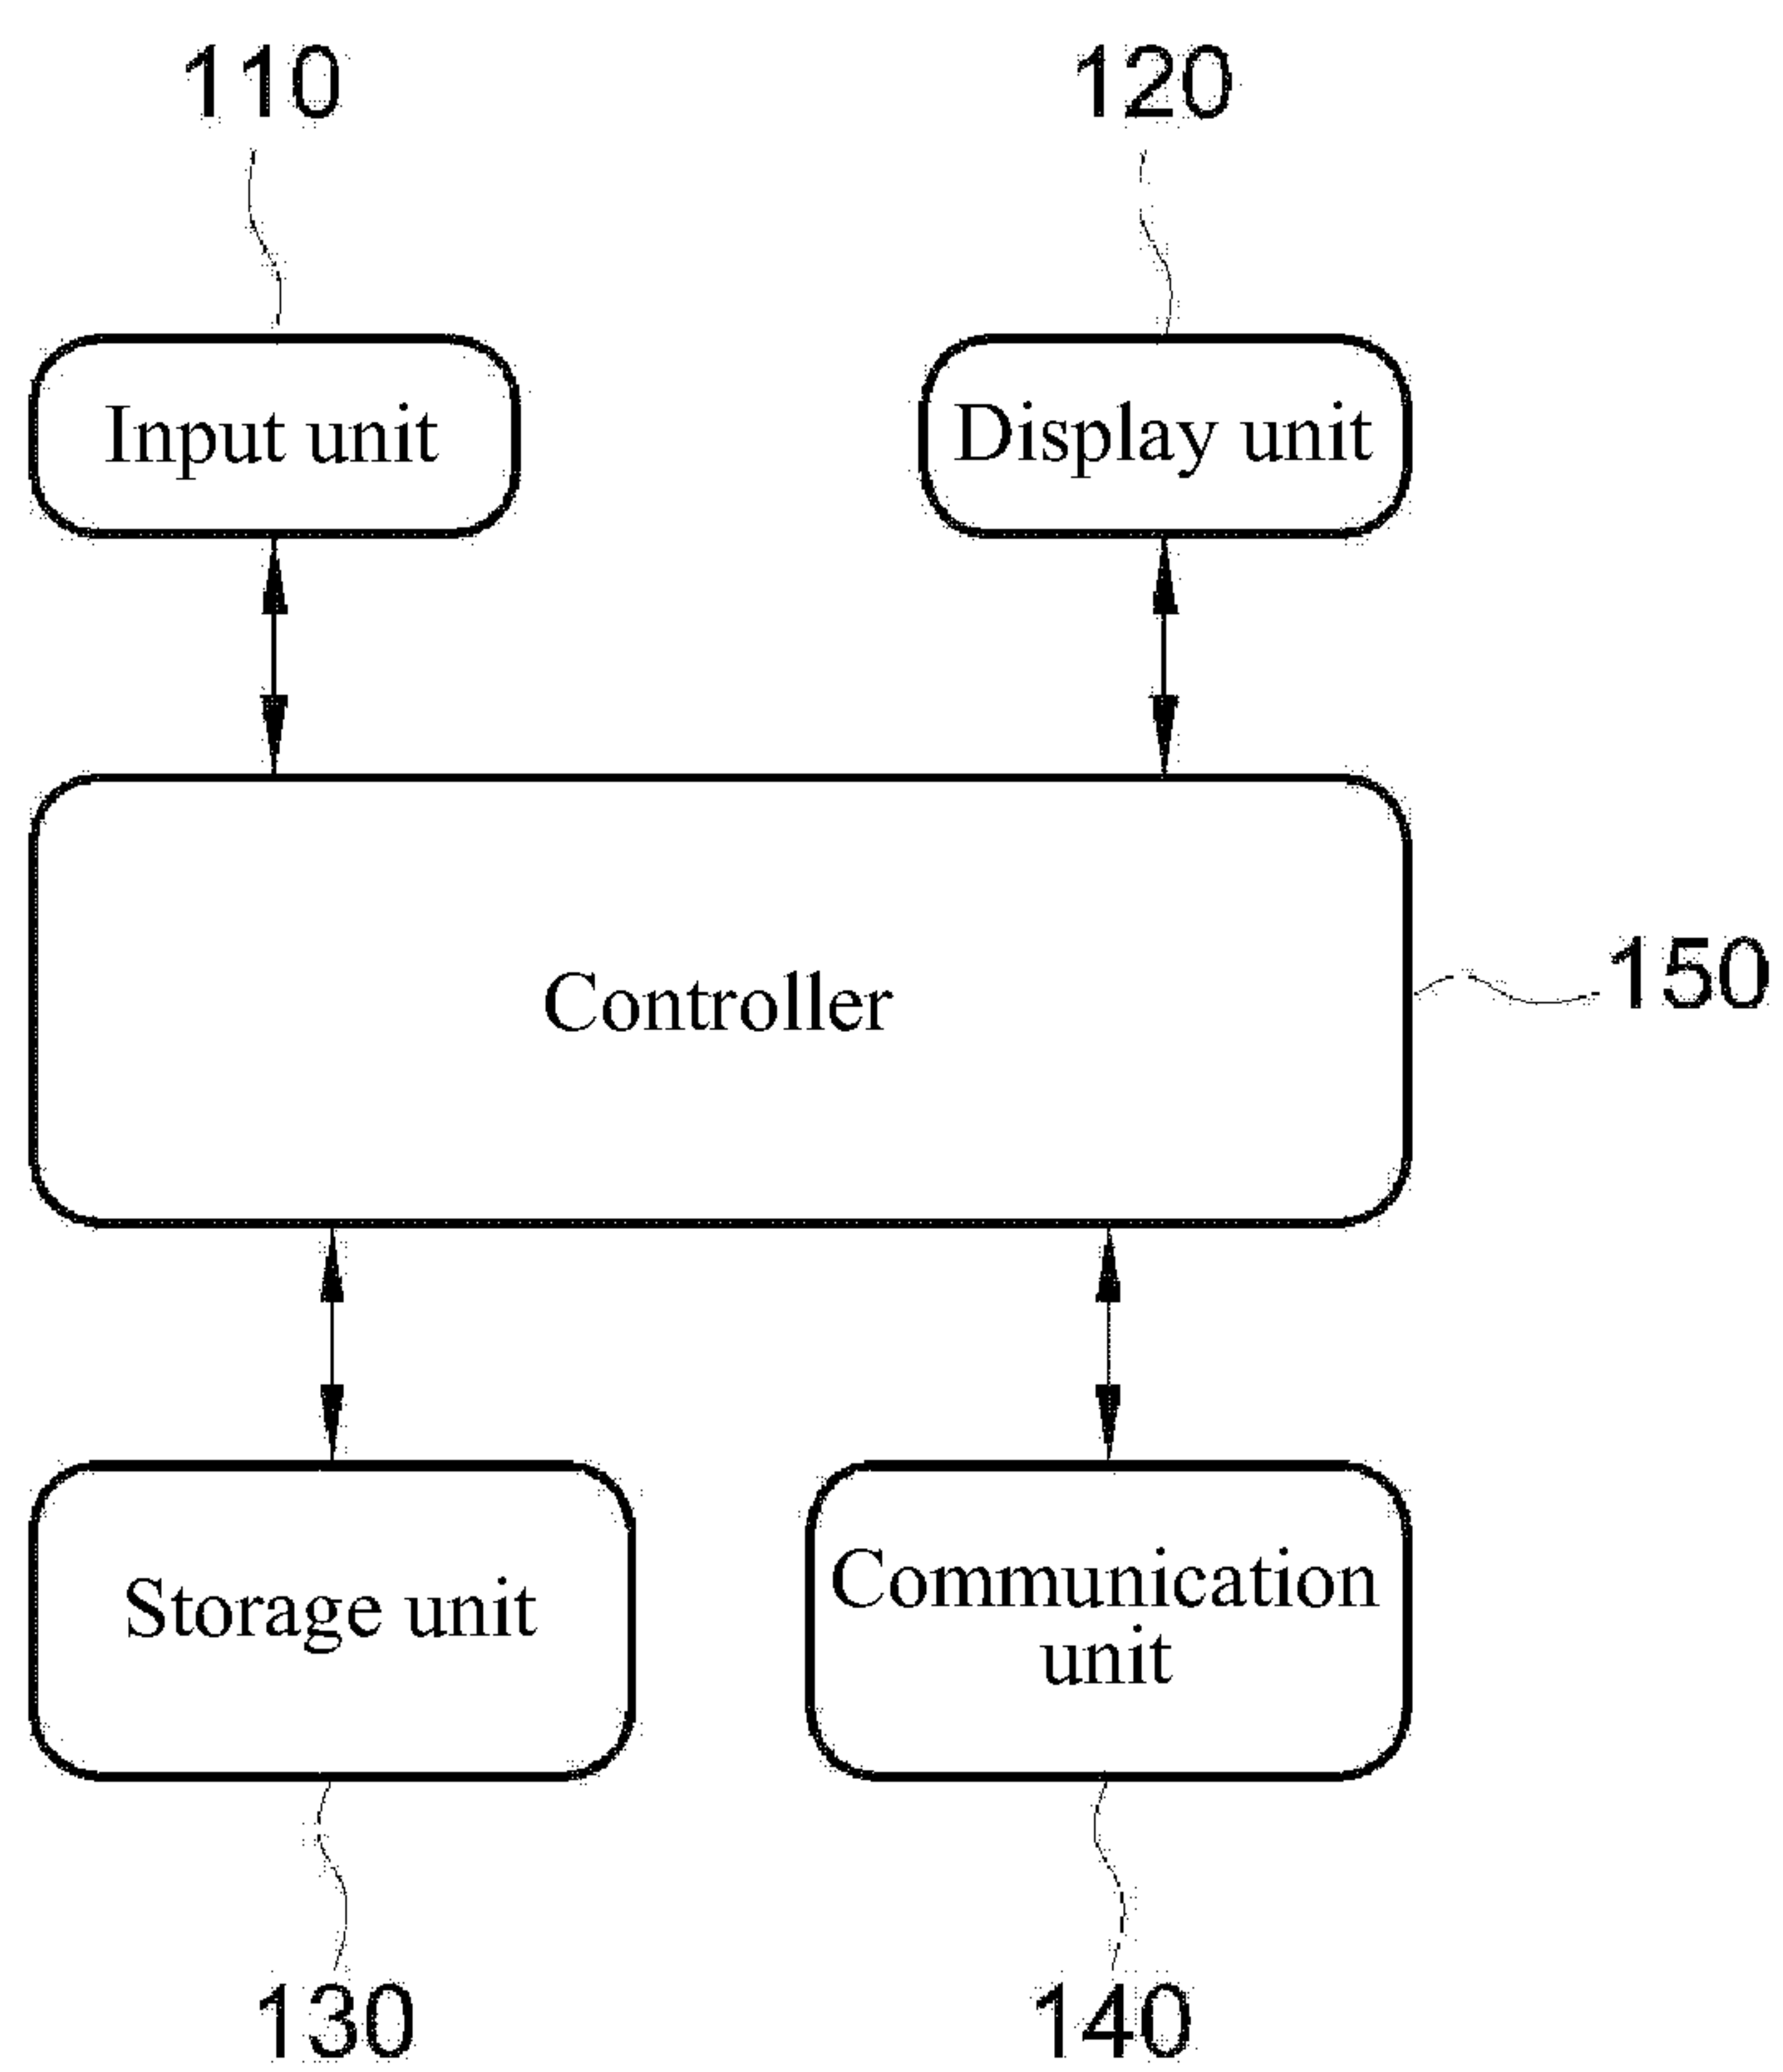 110
120
Input unit
Display unit
Controller
150
Storage unit
Communication
unit
130
140